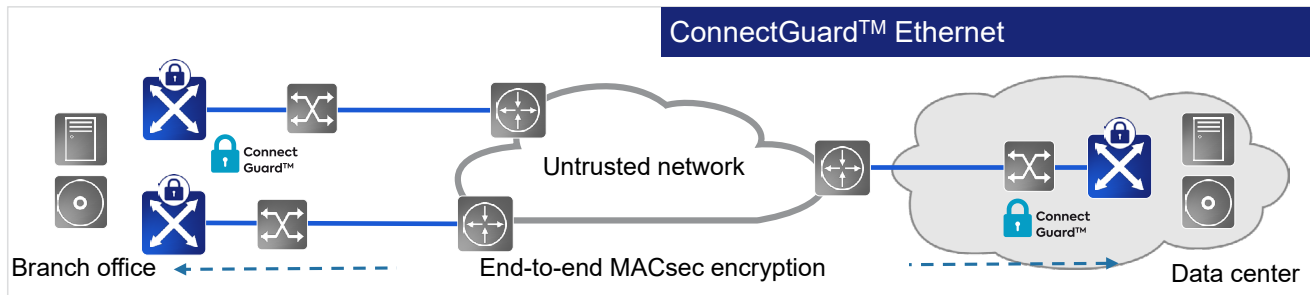 ConnectGuard™ Ethernet
Connect
Guard™
Untrusted network
Connect
Guard™
Branch office
End-to-end MACsec encryption
Data center